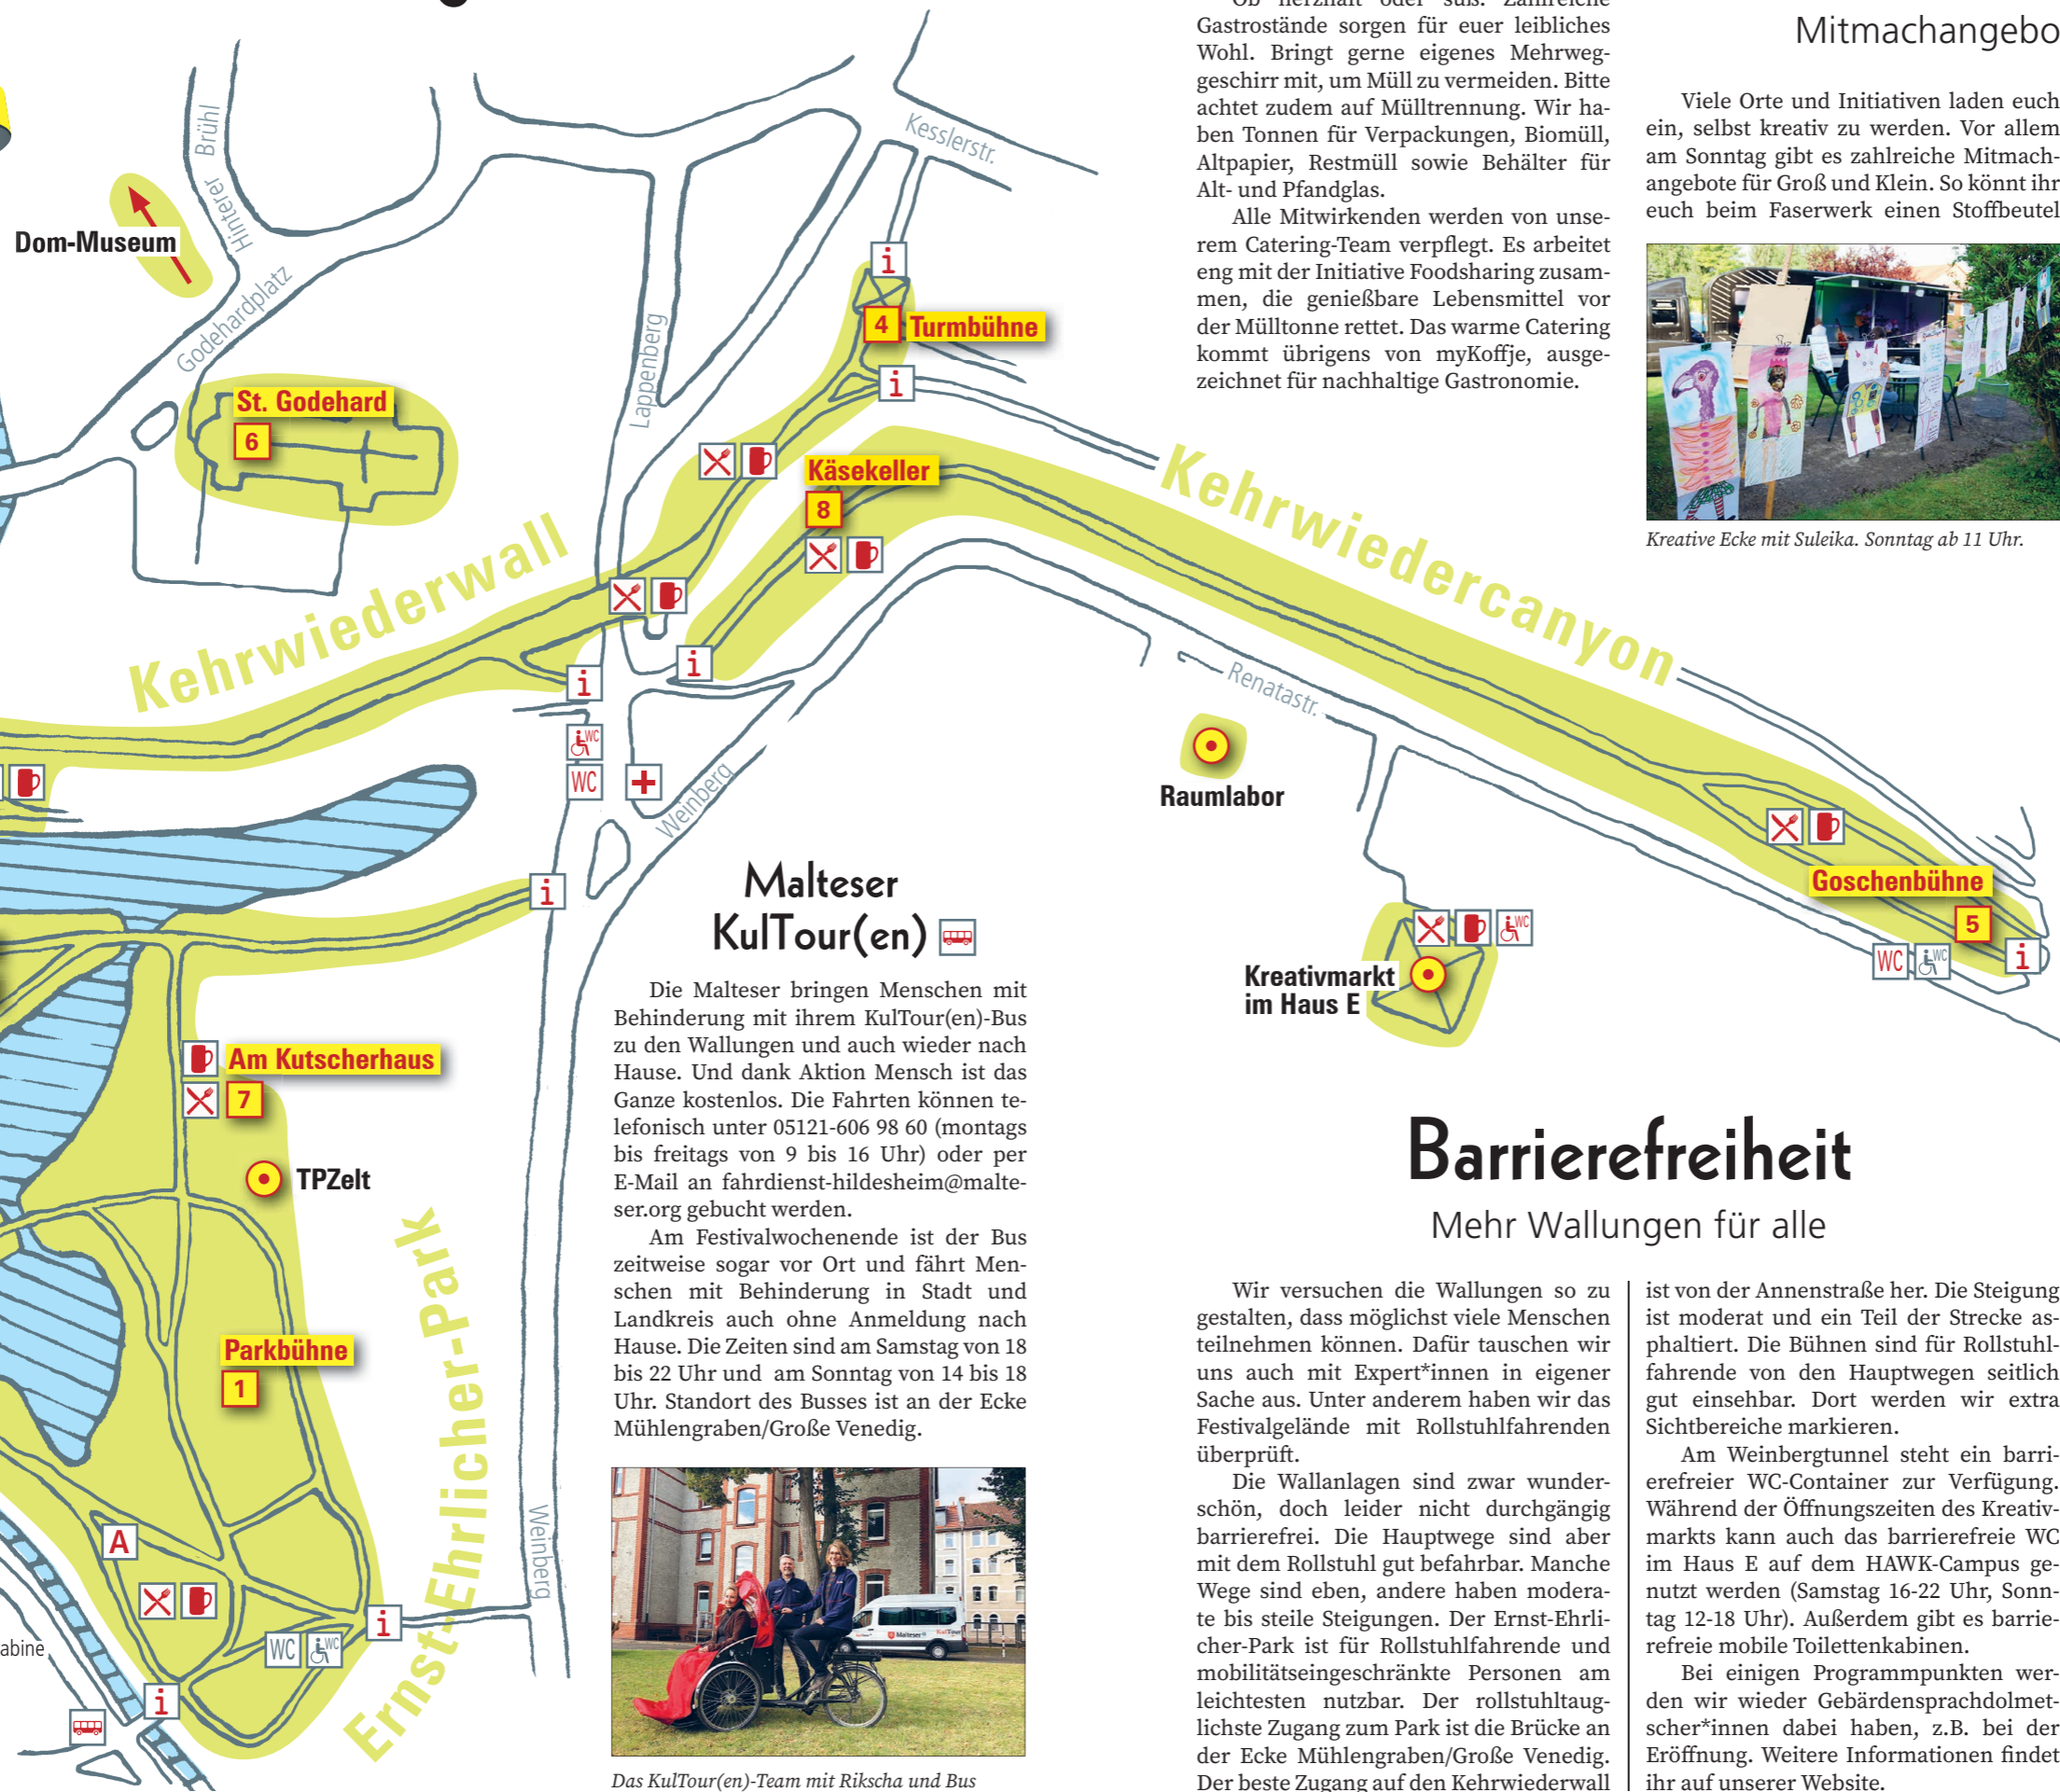 Hinterer Brühl
Dom-Museum
Godehardplatz
Kesslerstr.
Lappenberg
i
4 Turmbühne
i
St. Godehard
6
Käsekeller
8
Kehrwiederwall
Kehrwiedercanyon
i
i
WC
WC
Weinberg
Renatastr.
Raumlabor
i
Goschenbühne
5
WC
WC
i
WC
Kreativmarkt
im Haus E
Am Kutscherhaus
7
TPZelt
Parkbühne
1
Ernst-Ehrlicher-Park
Weinberg
A
WC
WC
i
i
abine
Malteser
KulTour(en)
Die Malteser bringen Menschen mit
Behinderung mit ihrem KulTour(en)-Bus
zu den Wallungen und auch wieder nach
Hause. Und dank Aktion Mensch ist das
Ganze kostenlos. Die Fahrten können te-
lefonisch unter 05121-606 98 60 (montags
bis freitags von 9 bis 16 Uhr) oder per
E-Mail an fahrdienst-hildesheim@malte-
ser.org gebucht werden.
Am Festivalwochenende ist der Bus
zeitweise sogar vor Ort und fährt Men-
schen mit Behinderung in Stadt und
Landkreis auch ohne Anmeldung nach
Hause. Die Zeiten sind am Samstag von 18
bis 22 Uhr und am Sonntag von 14 bis 18
Uhr. Standort des Busses ist an der Ecke
Mühlengraben/Große Venedig.
Malteser
Das KulTour(en)-Team mit Rikscha und Bus
Ob herzhaft oder süß: Zahlreiche
Gastrostände sorgen für euer leibliches
Wohl. Bringt gerne eigenes Mehrweg-
geschirr mit, um Müll zu vermeiden. Bitte
achtet zudem auf Mülltrennung. Wir ha-
ben Tonnen für Verpackungen, Biomüll,
Altpapier, Restmüll sowie Behälter für
Alt- und Pfandglas.
Alle Mitwirkenden werden von unse-
rem Catering-Team verpflegt. Es arbeitet
eng mit der Initiative Foodsharing zusam-
men, die genießbare Lebensmittel vor
der Mülltonne rettet. Das warme Catering
kommt übrigens von myKoffje, ausge-
zeichnet für nachhaltige Gastronomie.
Mitmachangebo
Viele Orte und Initiativen laden euch
ein, selbst kreativ zu werden. Vor allem
am Sonntag gibt es zahlreiche Mitmach-
angebote für Groß und Klein. So könnt ihr
euch beim Faserwerk einen Stoffbeutel
Kreative Ecke mit Suleika. Sonntag ab 11 Uhr.
Barrierefreiheit
Mehr Wallungen für alle
Wir versuchen die Wallungen so zu
gestalten, dass möglichst viele Menschen
teilnehmen können. Dafür tauschen wir
uns auch mit Expert*innen in eigener
Sache aus. Unter anderem haben wir das
Festivalgelände mit Rollstuhlfahrenden
überprüft.
Die Wallanlagen sind zwar wunder-
schön, doch leider nicht durchgängig
barrierefrei. Die Hauptwege sind aber
mit dem Rollstuhl gut befahrbar. Manche
Wege sind eben, andere haben modera-
te bis steile Steigungen. Der Ernst-Ehrli-
cher-Park ist für Rollstuhlfahrende und
mobilitätseingeschränkte Personen am
leichtesten nutzbar. Der rollstuhltaug-
lichste Zugang zum Park ist die Brücke an
der Ecke Mühlengraben/Große Venedig.
Der beste Zugang auf den Kehrwiederwall
ist von der Annenstraße her. Die Steigung
ist moderat und ein Teil der Strecke as-
phaltiert. Die Bühnen sind für Rollstuhl-
fahrende von den Hauptwegen seitlich
gut einsehbar. Dort werden wir extra
Sichtbereiche markieren.
Am Weinbergtunnel steht ein barri-
erefreier WC-Container zur Verfügung.
Während der Öffnungszeiten des Kreativ-
markts kann auch das barrierefreie WC
im Haus E auf dem HAWK-Campus ge-
nutzt werden (Samstag 16-22 Uhr, Sonn-
tag 12-18 Uhr). Außerdem gibt es barrie-
refreie mobile Toilettenkabinen.
Bei einigen Programmpunkten wer-
den wir wieder Gebärdensprachdolmet-
scher*innen dabei haben, z.B. bei der
Eröffnung. Weitere Informationen findet
ihr auf unserer Website.